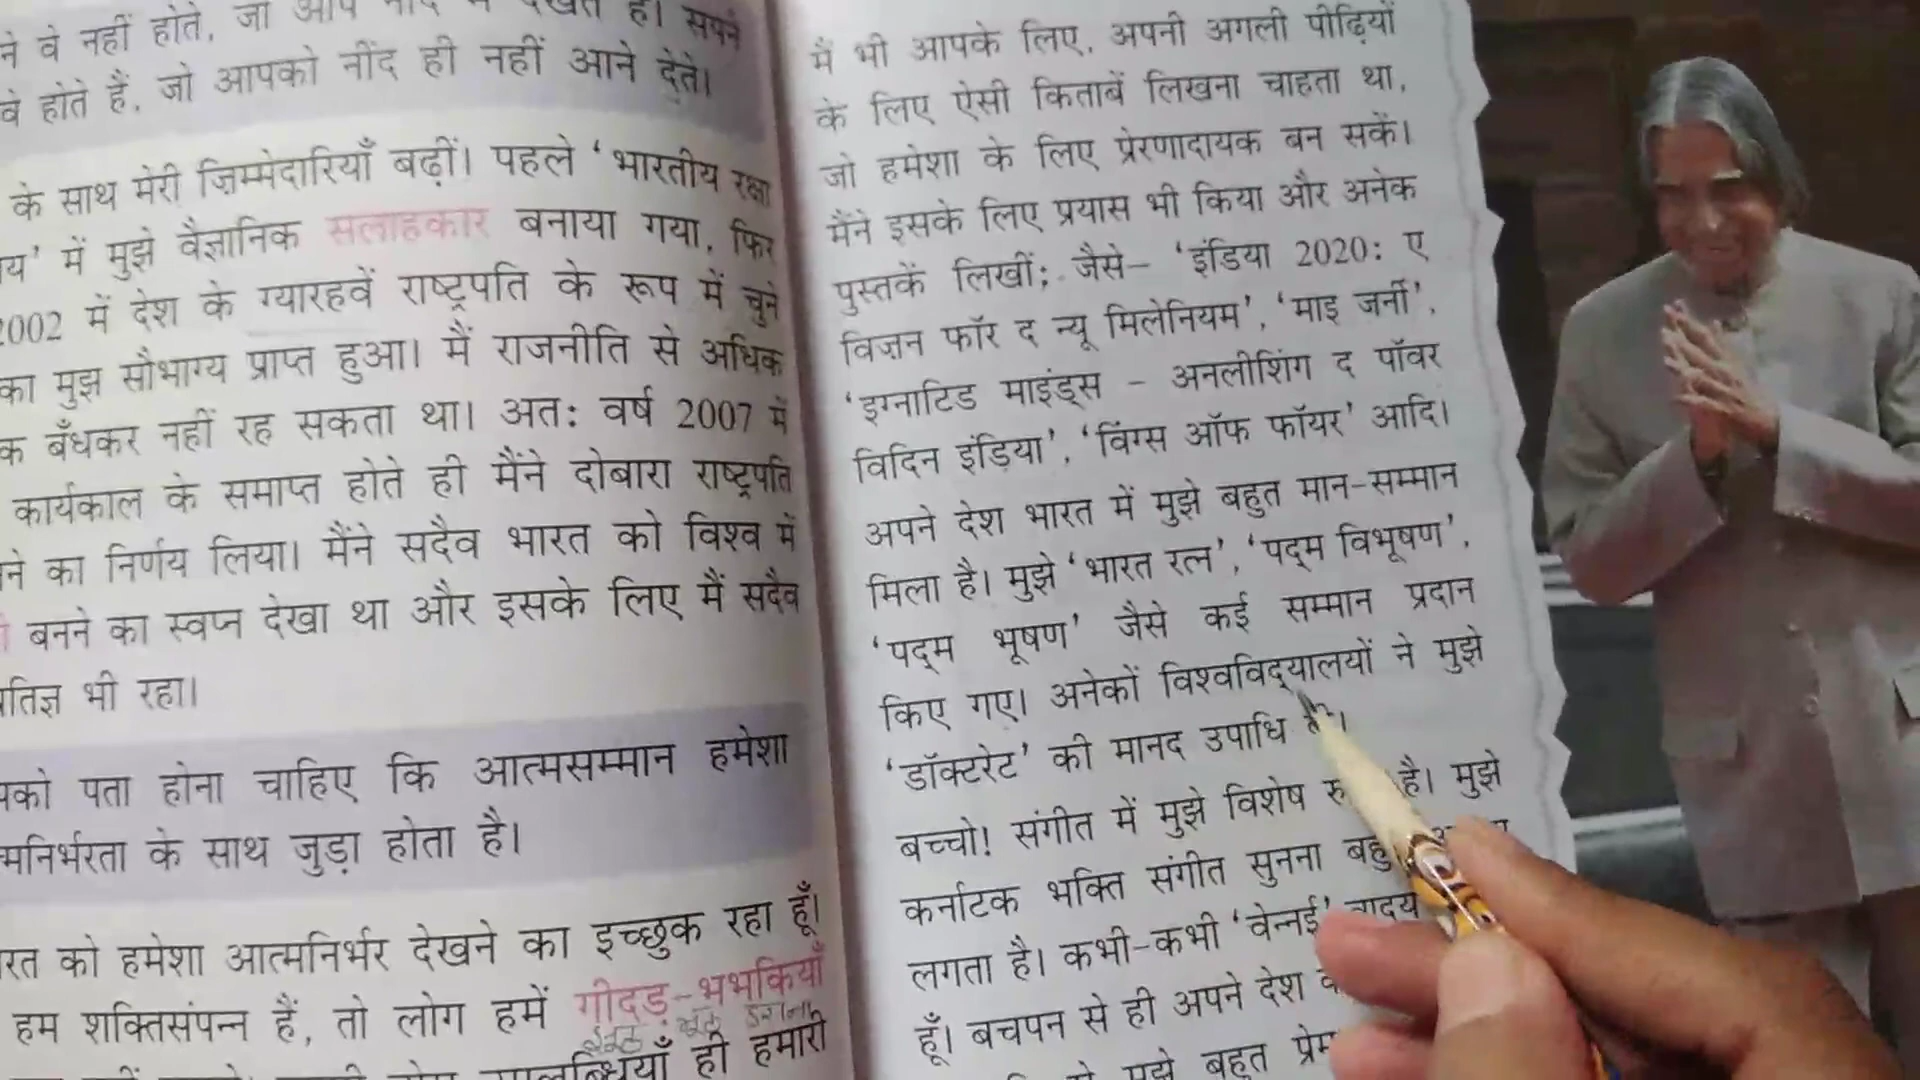 ने वे नहीं होते, जो आप नींद में देखते हैं। सपने
वे होते हैं, जो आपको नींद ही नहीं आने देते।
के साथ मेरी ज़िम्मेदारियाँ बढ़ीं। पहले 'भारतीय रक्षा
य' में मुझे वैज्ञानिक सलाहकार बनाया गया, फिर
2002 में देश के ग्यारहवें राष्ट्रपति के रूप में चुने
का मुझ सौभाग्य प्राप्त हुआ। मैं राजनीति से अधिक
क बँधकर नहीं रह सकता था। अतः वर्ष 2007 में
कार्यकाल के समाप्त होते ही मैंने दोबारा राष्ट्रपति
ने का निर्णय लिया। मैंने सदैव भारत को विश्व में
बनने का स्वप्न देखा था और इसके लिए मैं सदैव
तिज्ञ भी रहा।
पको पता होना चाहिए कि आत्मसम्मान हमेशा
त्मनिर्भरता के साथ जुड़ा होता है।
रत को हमेशा आत्मनिर्भर देखने का इच्छुक रहा हूँ।
हम शक्तिसंपन्न हैं, तो लोग हमें गीदड़-भभकियाँ
ही हमारी
मैं भी आपके लिए, अपनी अगली पीढ़ियों
के लिए ऐसी किताबें लिखना चाहता था,
जो हमेशा के लिए प्रेरणादायक बन सकें।
मैंने इसके लिए प्रयास भी किया और अनेक
पुस्तकें लिखीं; जैसे– 'इंडिया 2020: ए
विज़न फॉर द न्यू मिलेनियम', 'माइ जर्नी',
'इग्नाटिड माइंड्स – अनलीशिंग द पॉवर
विदिन इंड़िया', 'विंग्स ऑफ फॉयर' आदि।
अपने देश भारत में मुझे बहुत मान-सम्मान
मिला है। मुझे 'भारत रत्न', 'पद्म विभूषण',
'पद्म भूषण' जैसे कई सम्मान प्रदान
किए गए। अनेकों विश्वविद्यालयों ने मुझे
'डॉक्टरेट' की मानद उपाधि
बच्चो! संगीत में मुझे विशेष है। मुझे
कर्नाटक भक्ति संगीत सुनना
लगता है। कभी-कभी 'वेन्नई'
हूँ। बचपन से ही अपने देश
मुझे बहुत